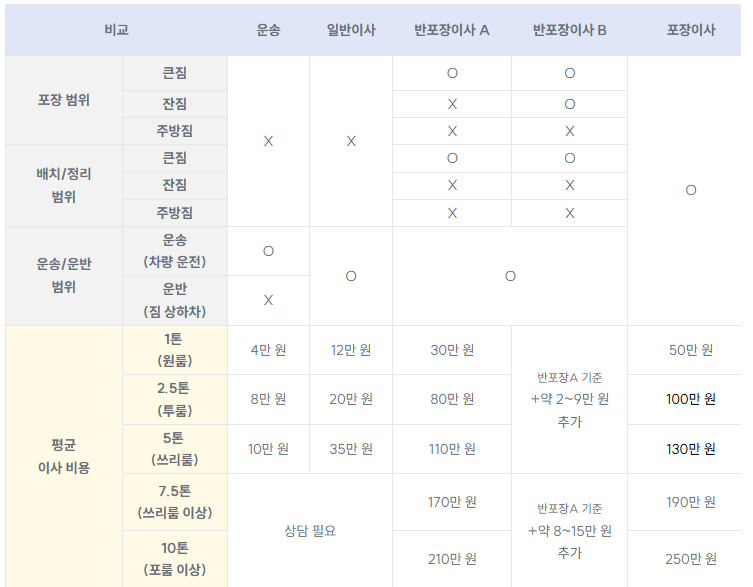 비교 운송 일반이사 반포장이사 A 반포장이사 B 포장이사
포장 범위
큰짐 O O
잔짐 X O
주방짐 X X
X X
배치/정리
범위
큰짐 O O
잔짐 X X
주방짐 X X
O
운송/운반
범위
운송
(차량 운전)
O
운반
(짐 상하차)
X
O O
평균
이사 비용
1톤
(원룸)
4만 원 12만 원 30만 원 50만 원
2.5톤
(투룸)
8만 원 20만 원 80만 원 100만 원
반포장A 기준
+약 2~9만 원
추가
5톤
(쓰리룸)
10만 원 35만 원 110만 원 130만 원
7.5톤
(쓰리룸 이상)
170만 원 190만 원
상담 필요
반포장A 기준
+약 8~15만 원
추가
10톤
(포룸 이상)
210만 원 250만 원